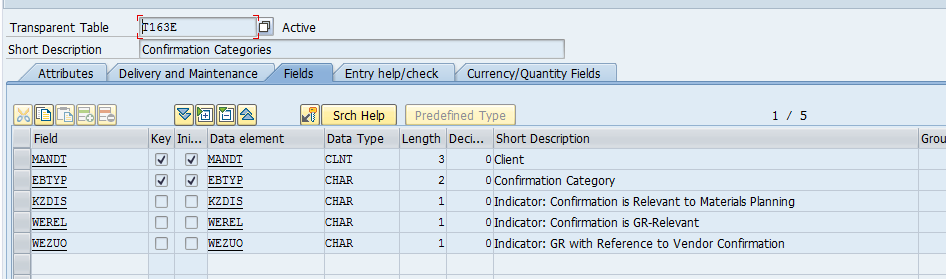 Transparent Table T163E Active
Short Description Confirmation Categories
Attributes Delivery and Maintenance Fields Entry help/check Currency/Quantity Fields
Srch Help Predefined Type 1 / 5
Field Key Ini... Data element Data Type Length Deci... Short Description Grou
MANDT MANDT CLNT 3 0 Client
EBTYP EBTYP CHAR 2 0 Confirmation Category
KZDIS KZDIS CHAR 1 0 Indicator: Confirmation is Relevant to Materials Planning
WEREL WEREL CHAR 1 0 Indicator: Confirmation is GR-Relevant
WEZUO WEZUO CHAR 1 0 Indicator: GR with Reference to Vendor Confirmation